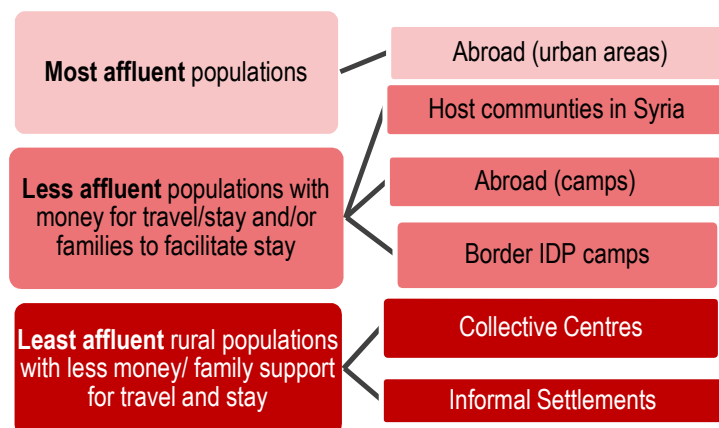 Most affluent populations
Abroad (urban areas)
Host communties in Syria
Less affluent populations with
money for travel/stay and/or
families to facilitate stay
Abroad (camps)
Border IDP camps
Least affluent rural populations
with less money/ family support
for travel and stay
Collective Centres
Informal Settlements